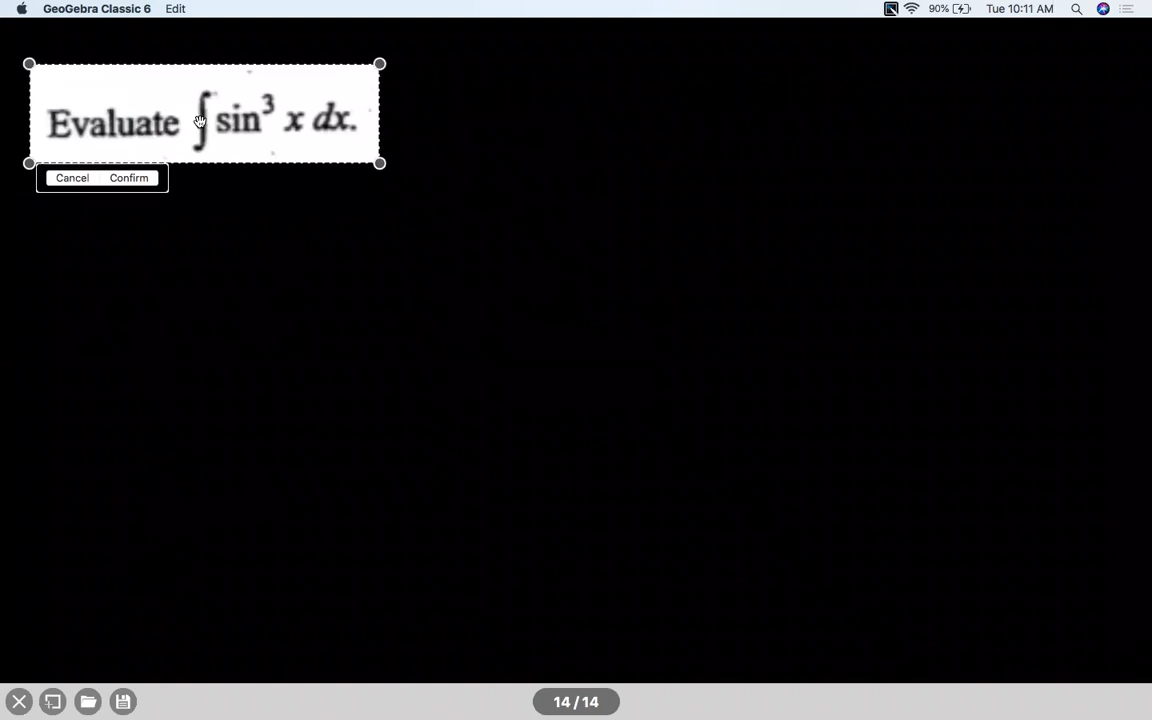 GeoGebra Classic 6 Edit 90% Tue 10:11 AM
Evaluate ∫ sin³ x dx.
Cancel Confirm
14 / 14